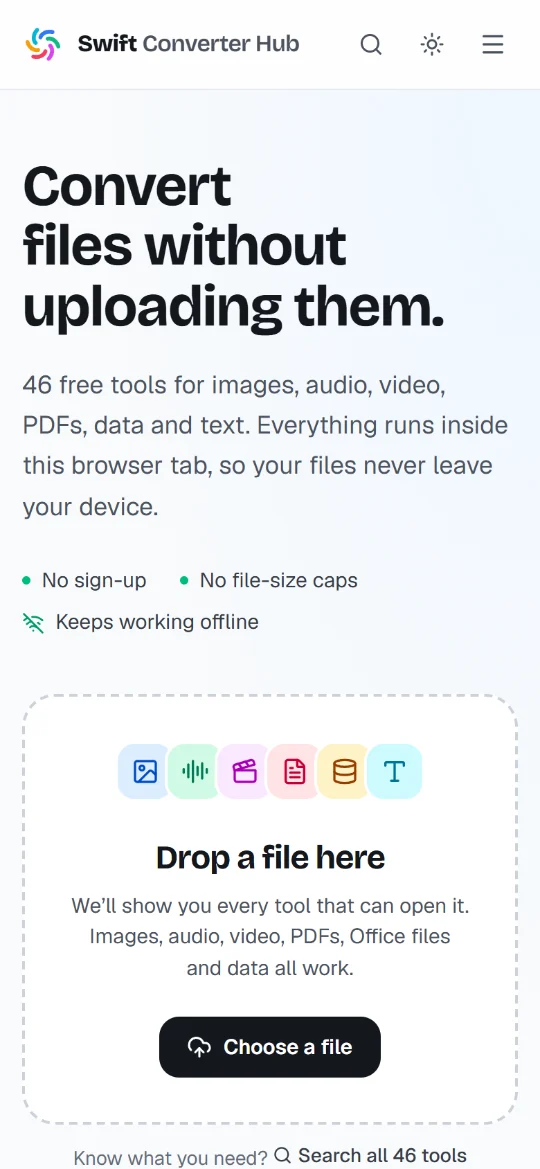 Swift Converter Hub
Convert
files without
uploading them.
46 free tools for images, audio, video,
PDFs, data and text. Everything runs inside
this browser tab, so your files never leave
your device.
No sign-up
No file-size caps
Keeps working offline
Drop a file here
We’ll show you every tool that can open it.
Images, audio, video, PDFs, Office files
and data all work.
Choose a file
Know what you need? Search all 46 tools